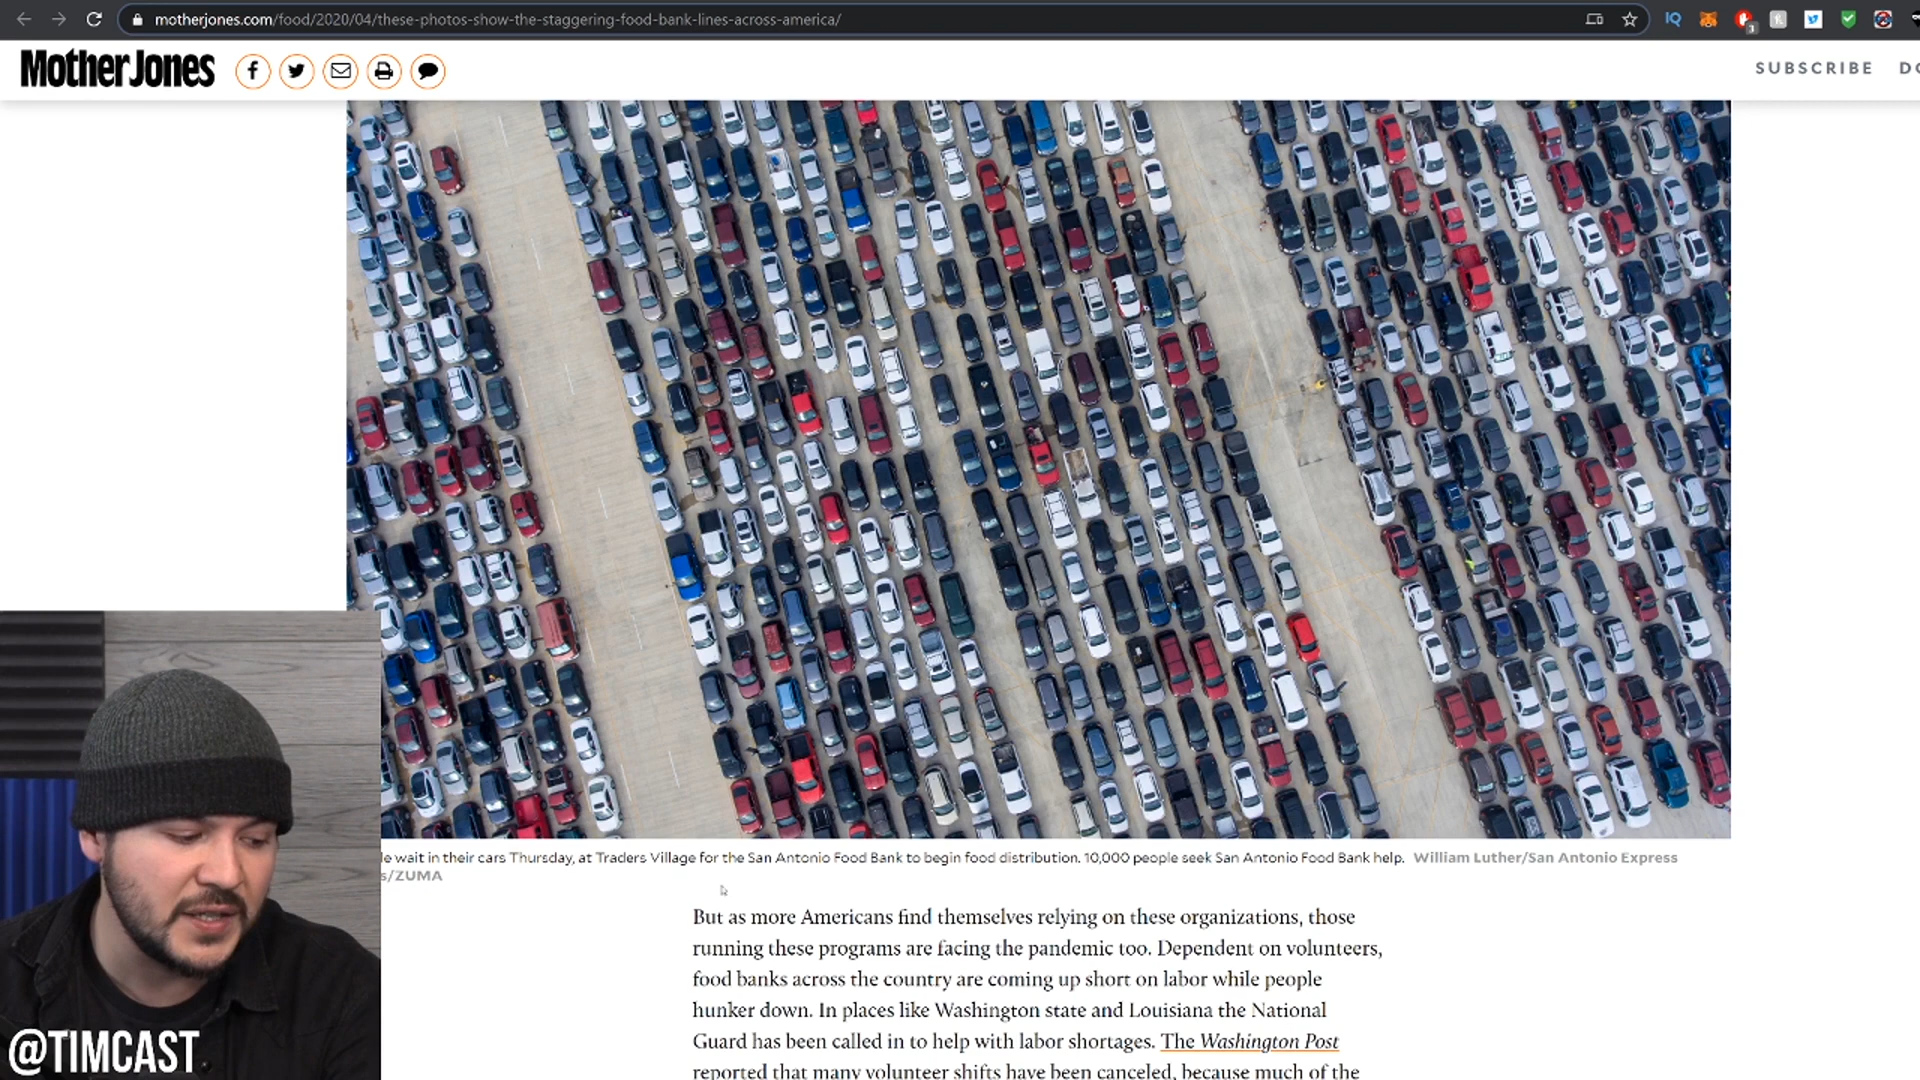 motherjones.com/food/2020/04/these-photos-show-the-staggering-food-bank-lines-across-america/
IQ
3
Mother Jones
SUBSCRIBE DO
le wait in their cars Thursday, at Traders Village for the San Antonio Food Bank to begin food distribution. 10,000 people seek San Antonio Food Bank help. William Luther/San Antonio Express
s/ZUMA
But as more Americans find themselves relying on these organizations, those
running these programs are facing the pandemic too. Dependent on volunteers,
food banks across the country are coming up short on labor while people
hunker down. In places like Washington state and Louisiana the National
Guard has been called in to help with labor shortages. The Washington Post
reported that many volunteer shifts have been canceled, because much of the
@TIMCAST